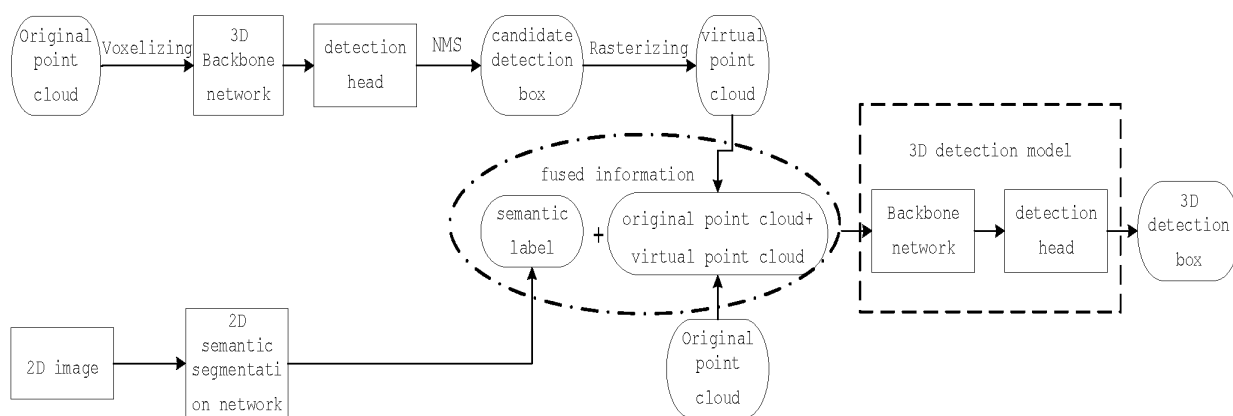 Original
point
cloud
Voxelizing
3D
Backbone
network
detection
head
NMS
candidate
detection
box
Rasterizing
virtual
point
cloud
fused information
semantic
label
+
original point cloud+
virtual point cloud
3D detection model
Backbone
network
detection
head
3D
detection
box
2D image
2D
semantic
segmentati
on network
Original
point
cloud